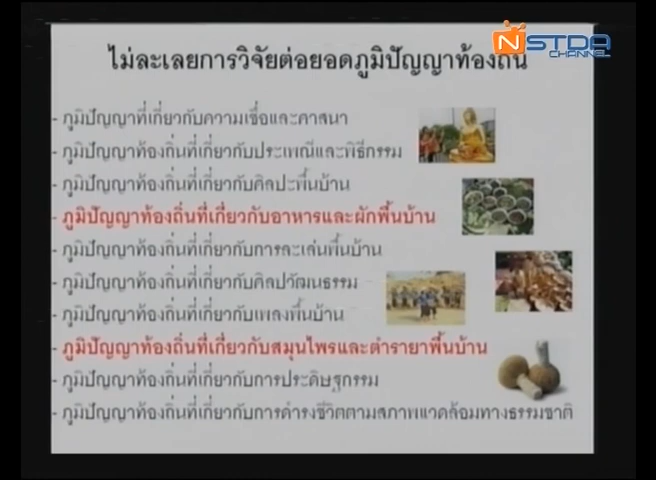 NSTDA
CHANNEL
ไม่ละเลยการวิจัยต่อยอดภูมิปัญญาท้องถิ่น
- ภูมิปัญญาที่เกี่ยวกับความเชื่อและศาสนา
- ภูมิปัญญาท้องถิ่นที่เกี่ยวกับประเพณีและพิธีกรรม
- ภูมิปัญญาท้องถิ่นที่เกี่ยวกับศิลปะพื้นบ้าน
- ภูมิปัญญาท้องถิ่นที่เกี่ยวกับอาหารและผักพื้นบ้าน
- ภูมิปัญญาท้องถิ่นที่เกี่ยวกับการละเล่นพื้นบ้าน
- ภูมิปัญญาท้องถิ่นที่เกี่ยวกับศิลปวัฒนธรรม
- ภูมิปัญญาท้องถิ่นที่เกี่ยวกับเพลงพื้นบ้าน
- ภูมิปัญญาท้องถิ่นที่เกี่ยวกับสมุนไพรและตำรายาพื้นบ้าน
- ภูมิปัญญาท้องถิ่นที่เกี่ยวกับการประดิษฐกรรม
- ภูมิปัญญาท้องถิ่นที่เกี่ยวกับการดำรงชีวิตตามสภาพแวดล้อมทางธรรมชาติ